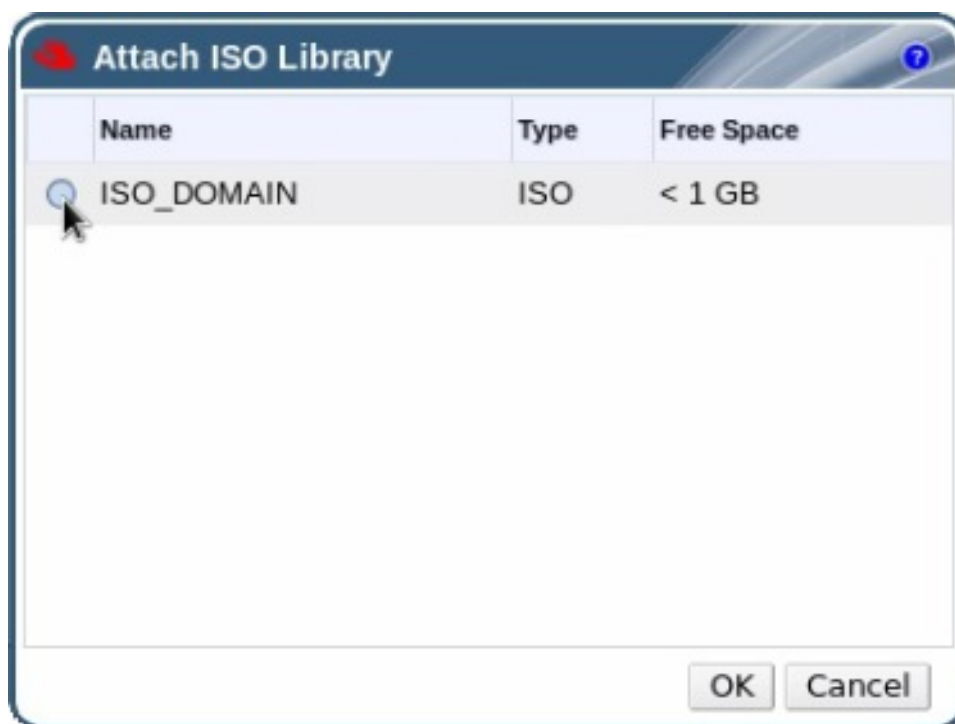 Attach ISO Library
?
Name Type Free Space
ISO_DOMAIN ISO < 1 GB
OK Cancel